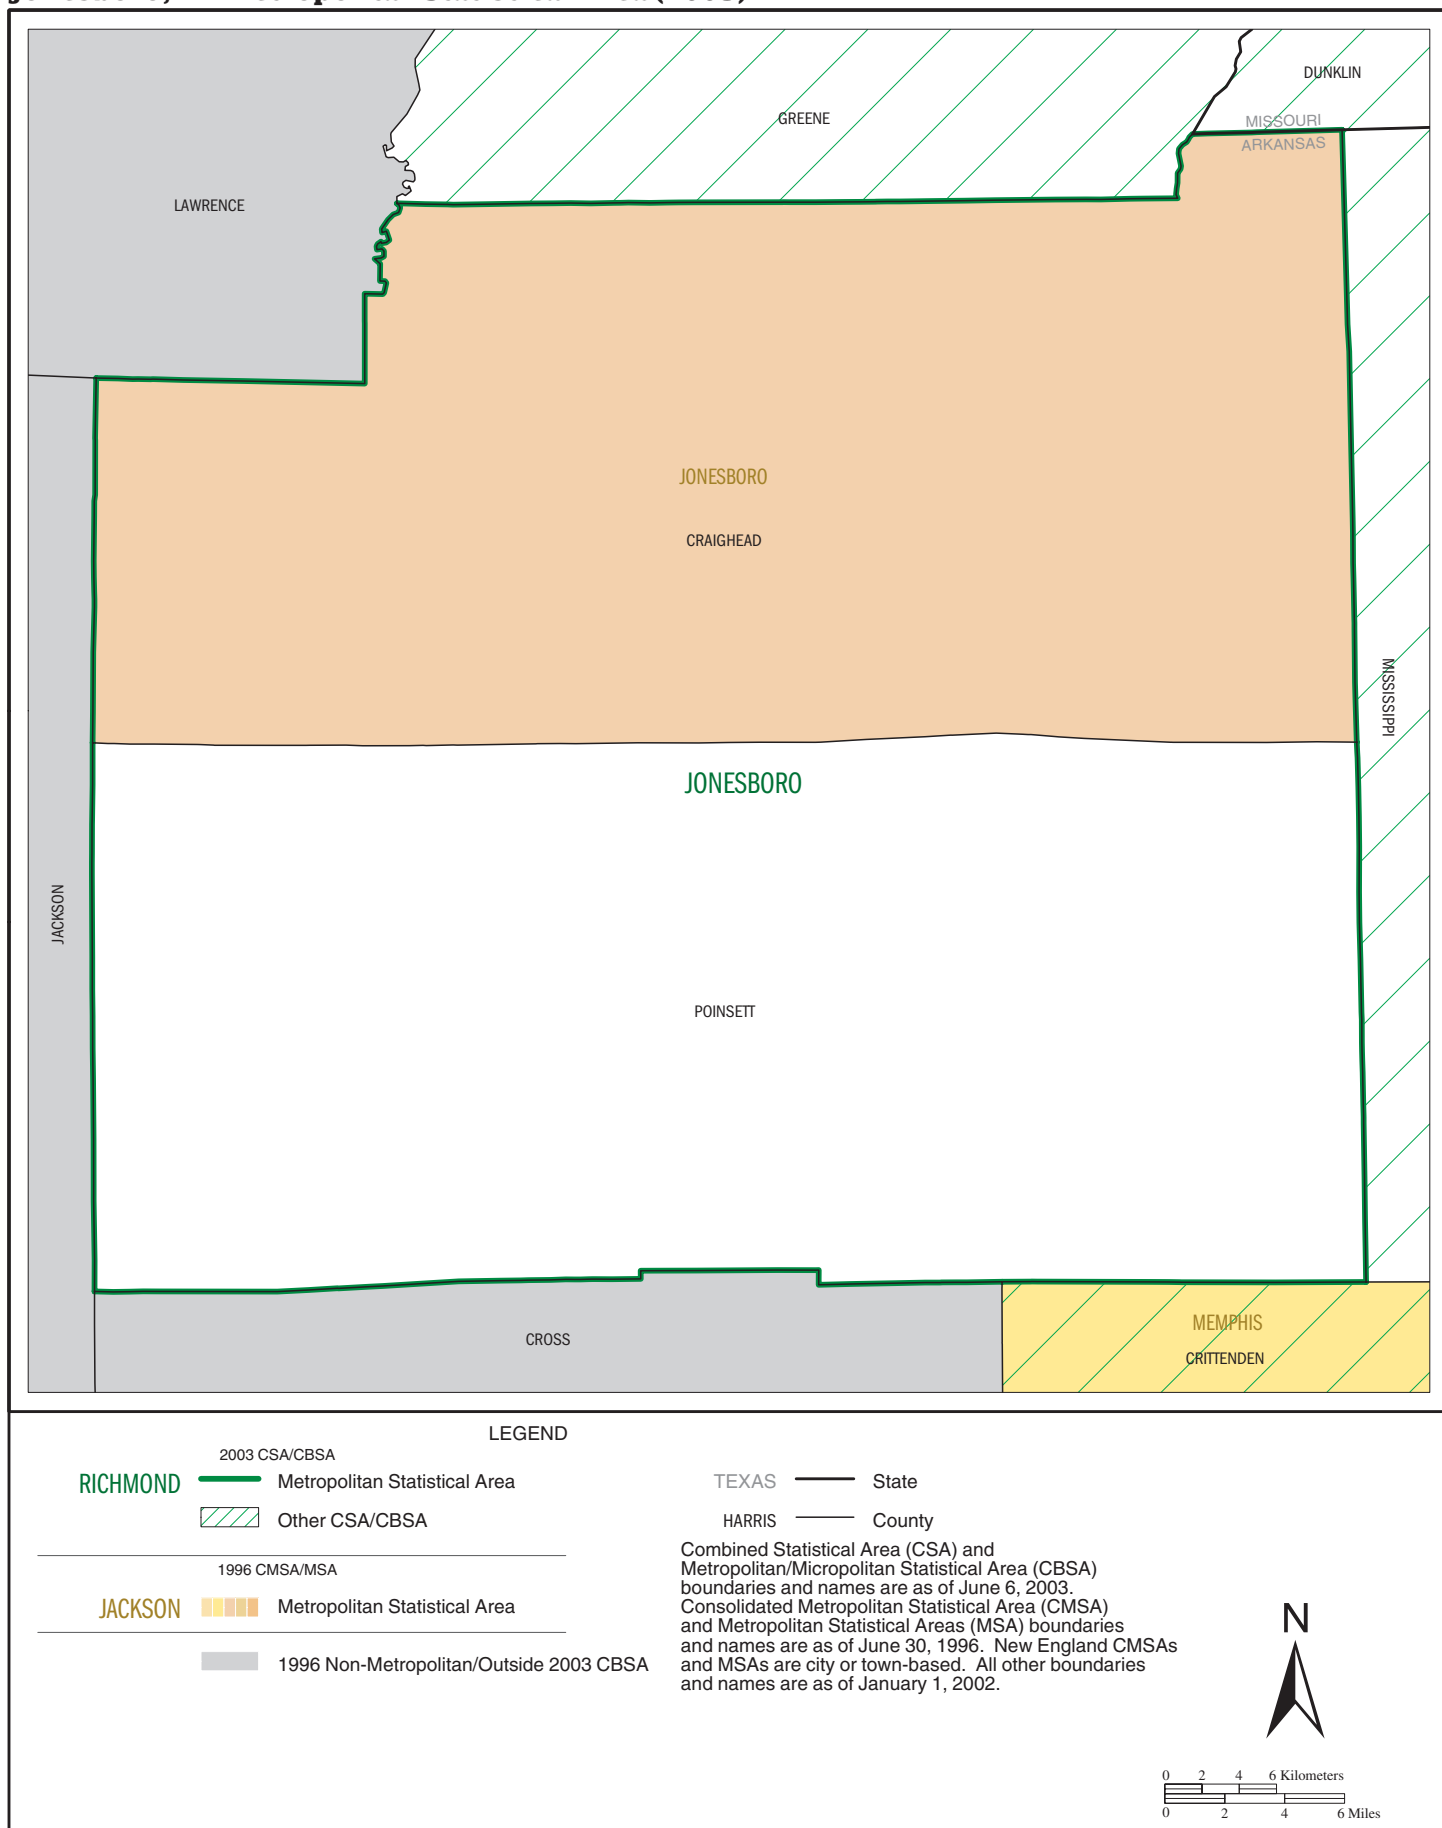 DUNKLIN
GREENE
MISSOURI
ARKANSAS
LAWRENCE
JONESBORO
CRAIGHEAD
MISSISSIPPI
JONESBORO
JACKSON
POINSETT
MEMPHIS
CROSS
CRITTENDEN
LEGEND
2003 CSA/CBSA
RICHMOND Metropolitan Statistical Area
Other CSA/CBSA
1996 CMSA/MSA
JACKSON Metropolitan Statistical Area
1996 Non-Metropolitan/Outside 2003 CBSA
TEXAS State
HARRIS County
Combined Statistical Area (CSA) and
Metropolitan/Micropolitan Statistical Area (CBSA)
boundaries and names are as of June 6, 2003.
Consolidated Metropolitan Statistical Area (CMSA)
and Metropolitan Statistical Areas (MSA) boundaries
and names are as of June 30, 1996. New England CMSAs
and MSAs are city or town-based. All other boundaries
and names are as of January 1, 2002.
N
0 2 4 6 Kilometers
0 2 4 6 Miles